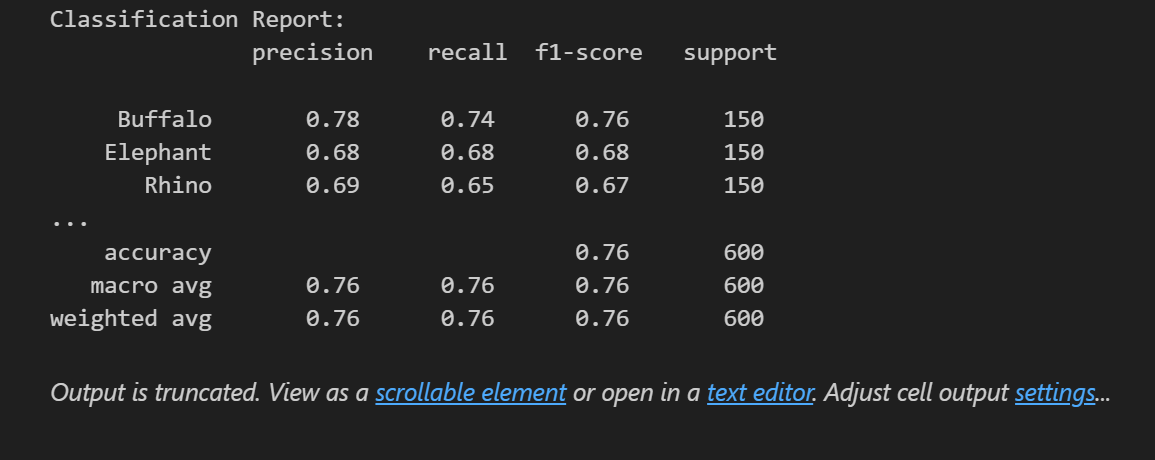 Classification Report:
precision recall f1-score support
Buffalo 0.78 0.74 0.76 150
Elephant 0.68 0.68 0.68 150
Rhino 0.69 0.65 0.67 150
...
accuracy 0.76 600
macro avg 0.76 0.76 0.76 600
weighted avg 0.76 0.76 0.76 600
Output is truncated. View as a scrollable element or open in a text editor. Adjust cell output settings...